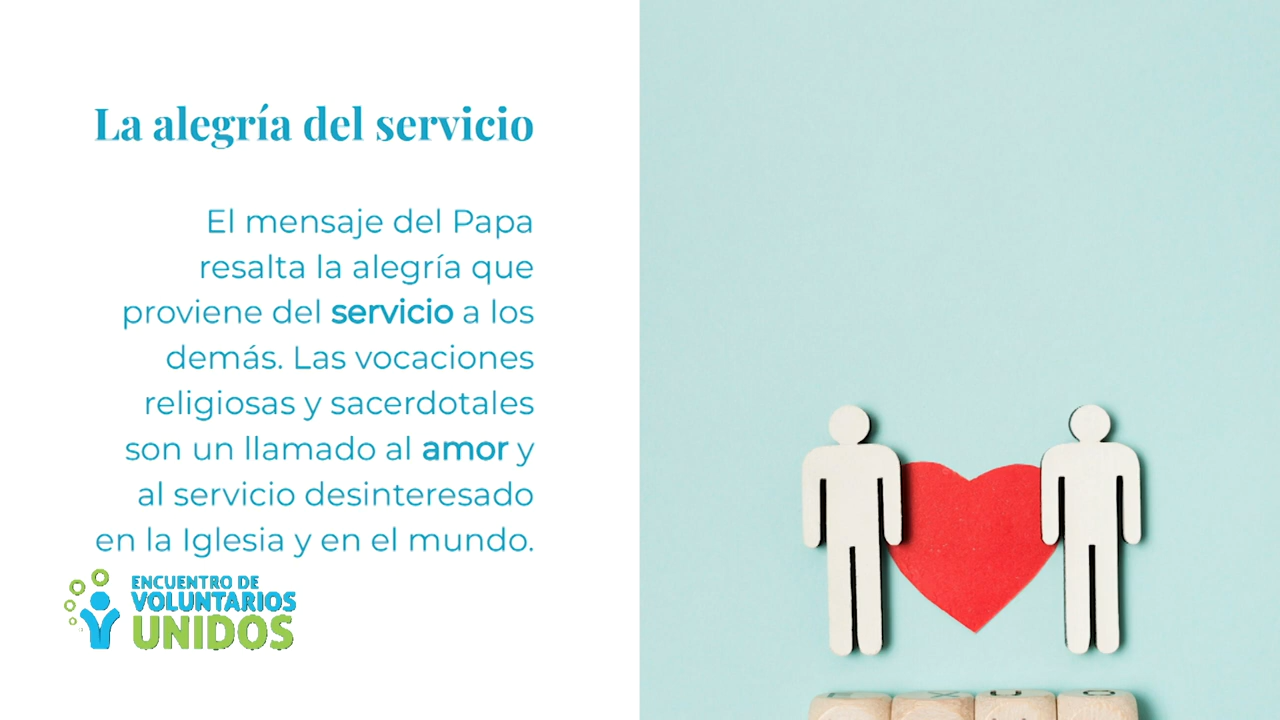 La alegría del servicio
El mensaje del Papa
resalta la alegría que
proviene del servicio a los
demás. Las vocaciones
religiosas y sacerdotales
son un llamado al amor y
al servicio desinteresado
en la Iglesia y en el mundo.
ENCUENTRO DE
VOLUNTARIOS
UNIDOS